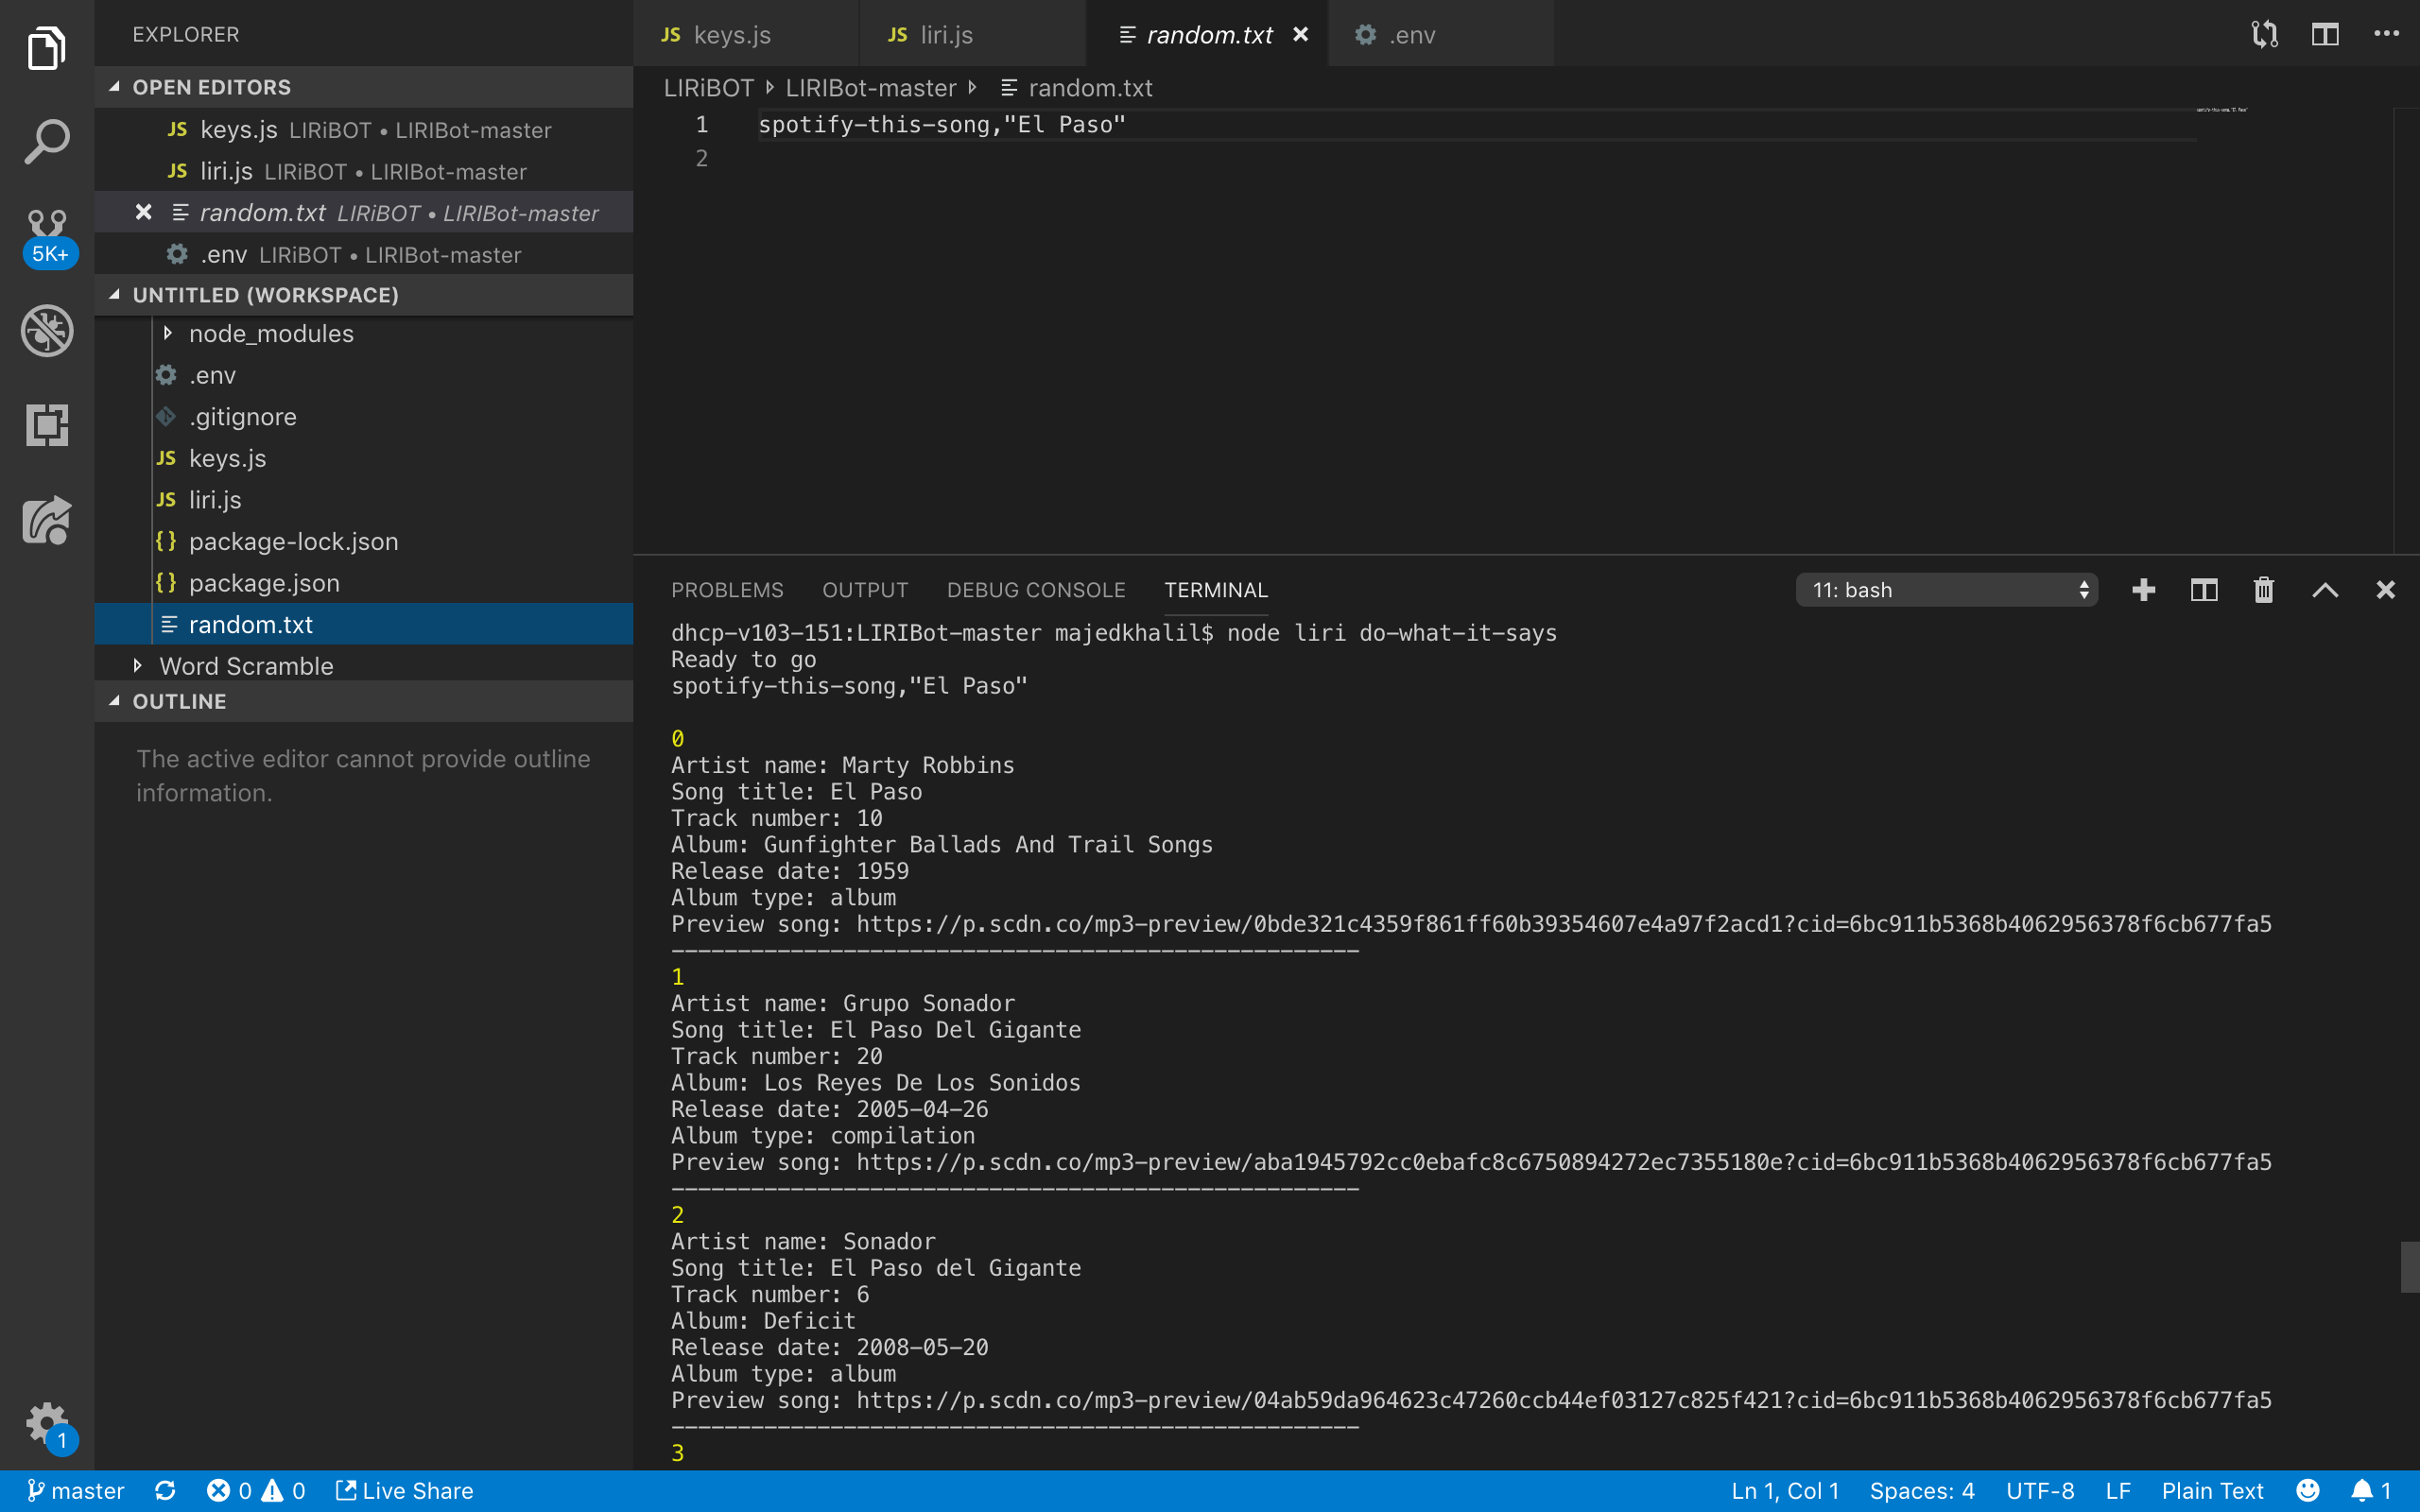 EXPLORER
OPEN EDITORS
JS keys.js LIRiBOT • LIRIBot-master
JS liri.js LIRiBOT • LIRIBot-master
random.txt LIRiBOT • LIRIBot-master
.env LIRiBOT • LIRIBot-master
5K+
UNTITLED (WORKSPACE)
node_modules
.env
.gitignore
JS keys.js
JS liri.js
{} package-lock.json
{} package.json
random.txt
Word Scramble
OUTLINE
The active editor cannot provide outline
information.
1
JS keys.js JS liri.js random.txt .env
LIRiBOT LIRIBot-master random.txt
1 spotify-this-song,"El Paso"
2
PROBLEMS OUTPUT DEBUG CONSOLE TERMINAL 11: bash
dhcp-v103-151:LIRIBot-master majedkhalil$ node liri do-what-it-says
Ready to go
spotify-this-song,"El Paso"
0
Artist name: Marty Robbins
Song title: El Paso
Track number: 10
Album: Gunfighter Ballads And Trail Songs
Release date: 1959
Album type: album
Preview song: https://p.scdn.co/mp3-preview/0bde321c4359f861ff60b39354607e4a97f2acd1?cid=6bc911b5368b4062956378f6cb677fa5
----------------------------------------------------
1
Artist name: Grupo Sonador
Song title: El Paso Del Gigante
Track number: 20
Album: Los Reyes De Los Sonidos
Release date: 2005-04-26
Album type: compilation
Preview song: https://p.scdn.co/mp3-preview/aba1945792cc0ebafc8c6750894272ec7355180e?cid=6bc911b5368b4062956378f6cb677fa5
----------------------------------------------------
2
Artist name: Sonador
Song title: El Paso del Gigante
Track number: 6
Album: Deficit
Release date: 2008-05-20
Album type: album
Preview song: https://p.scdn.co/mp3-preview/04ab59da964623c47260ccb44ef03127c825f421?cid=6bc911b5368b4062956378f6cb677fa5
----------------------------------------------------
3
master 0 0 Live Share Ln 1, Col 1 Spaces: 4 UTF-8 LF Plain Text 1